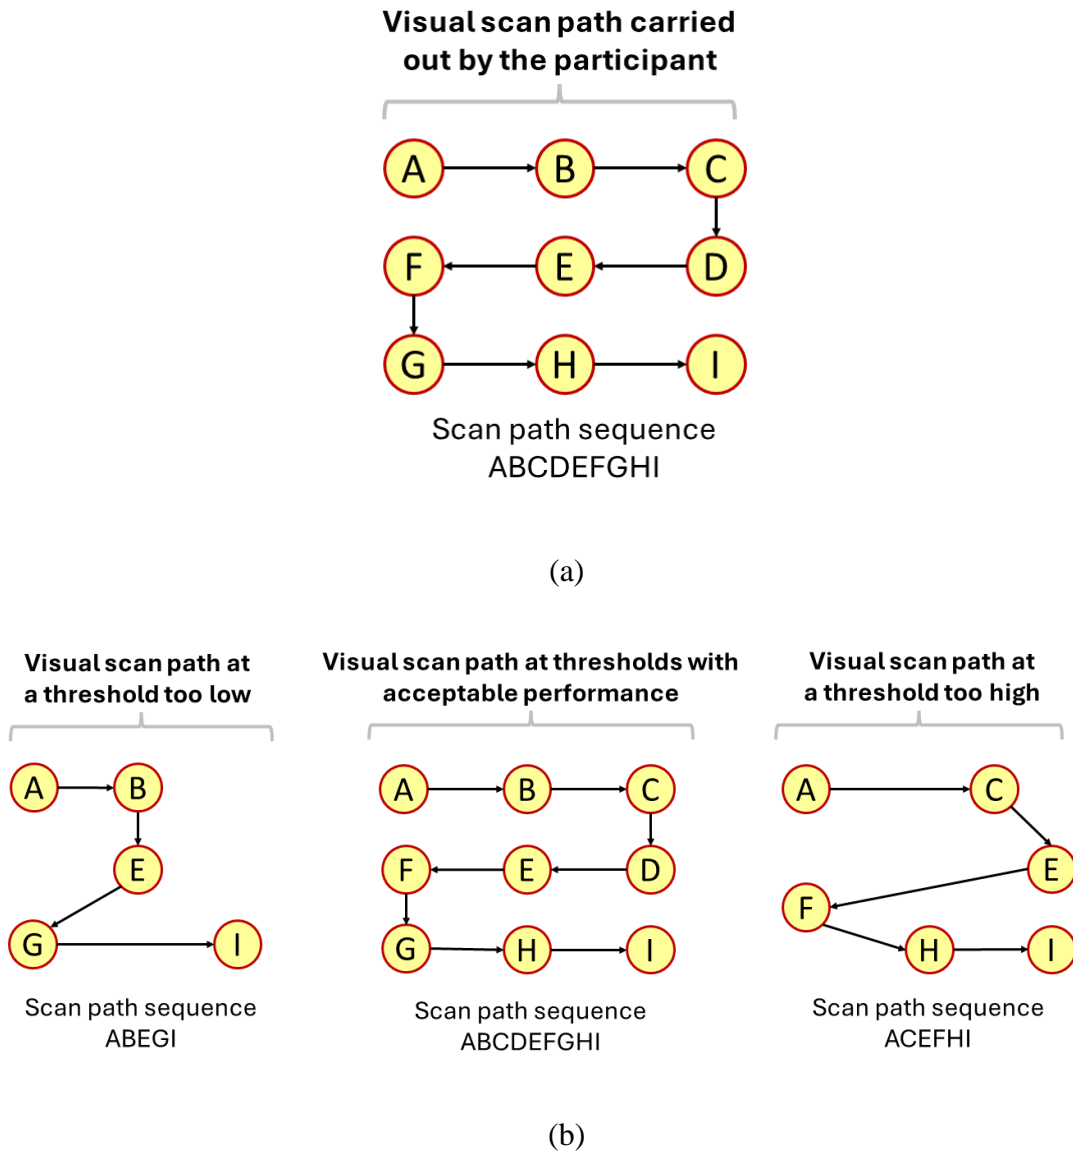 Visual scan path carried
out by the participant
A B C
F E D
G H I
Scan path sequence
ABCDEFGHI
(a)
Visual scan path at
a threshold too low
A B
E
G I
Scan path sequence
ABEGI
Visual scan path at thresholds with
acceptable performance
A B C
F E D
G H I
Scan path sequence
ABCDEFGHI
Visual scan path at
a threshold too high
A C
E
F
H I
Scan path sequence
ACEFHI
(b)